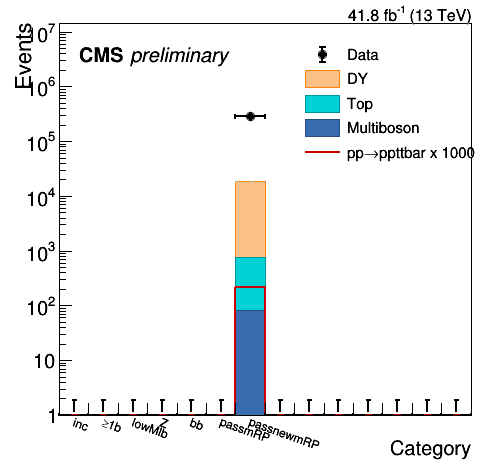 41.8 fb⁻¹ (13 TeV)
Events
CMS preliminary
Data
DY
Top
Multiboson
pp→ppttbar x 1000
10⁷
10⁶
10⁵
10⁴
10³
10²
10
1
inc
≥1b
lowMlb
Z
bb
passmRP
passnewmRP
Category